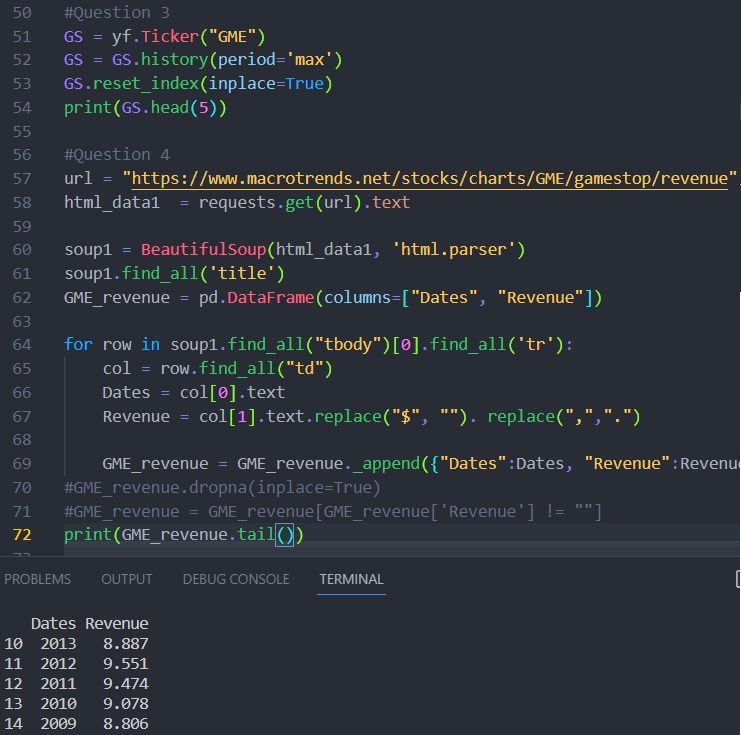 50 #Question 3
51 GS = yf.Ticker("GME")
52 GS = GS.history(period='max')
53 GS.reset_index(inplace=True)
54 print(GS.head(5))
55
56 #Question 4
57 url = "https://www.macrotrends.net/stocks/charts/GME/gamestop/revenue"
58 html_data1  = requests.get(url).text
59
60 soup1 = BeautifulSoup(html_data1, 'html.parser')
61 soup1.find_all('title')
62 GME_revenue = pd.DataFrame(columns=["Dates", "Revenue"])
63
64 for row in soup1.find_all("tbody")[0].find_all('tr'):
65     col = row.find_all("td")
66     Dates = col[0].text
67     Revenue = col[1].text.replace("$", ""). replace(",",".")
68
69     GME_revenue = GME_revenue._append({"Dates":Dates, "Revenue":Revenue
70 #GME_revenue.dropna(inplace=True)
71 #GME_revenue = GME_revenue[GME_revenue['Revenue'] != ""]
72 print(GME_revenue.tail())
PROBLEMS OUTPUT DEBUG CONSOLE TERMINAL
Dates Revenue
10 2013 8.887
11 2012 9.551
12 2011 9.474
13 2010 9.078
14 2009 8.806